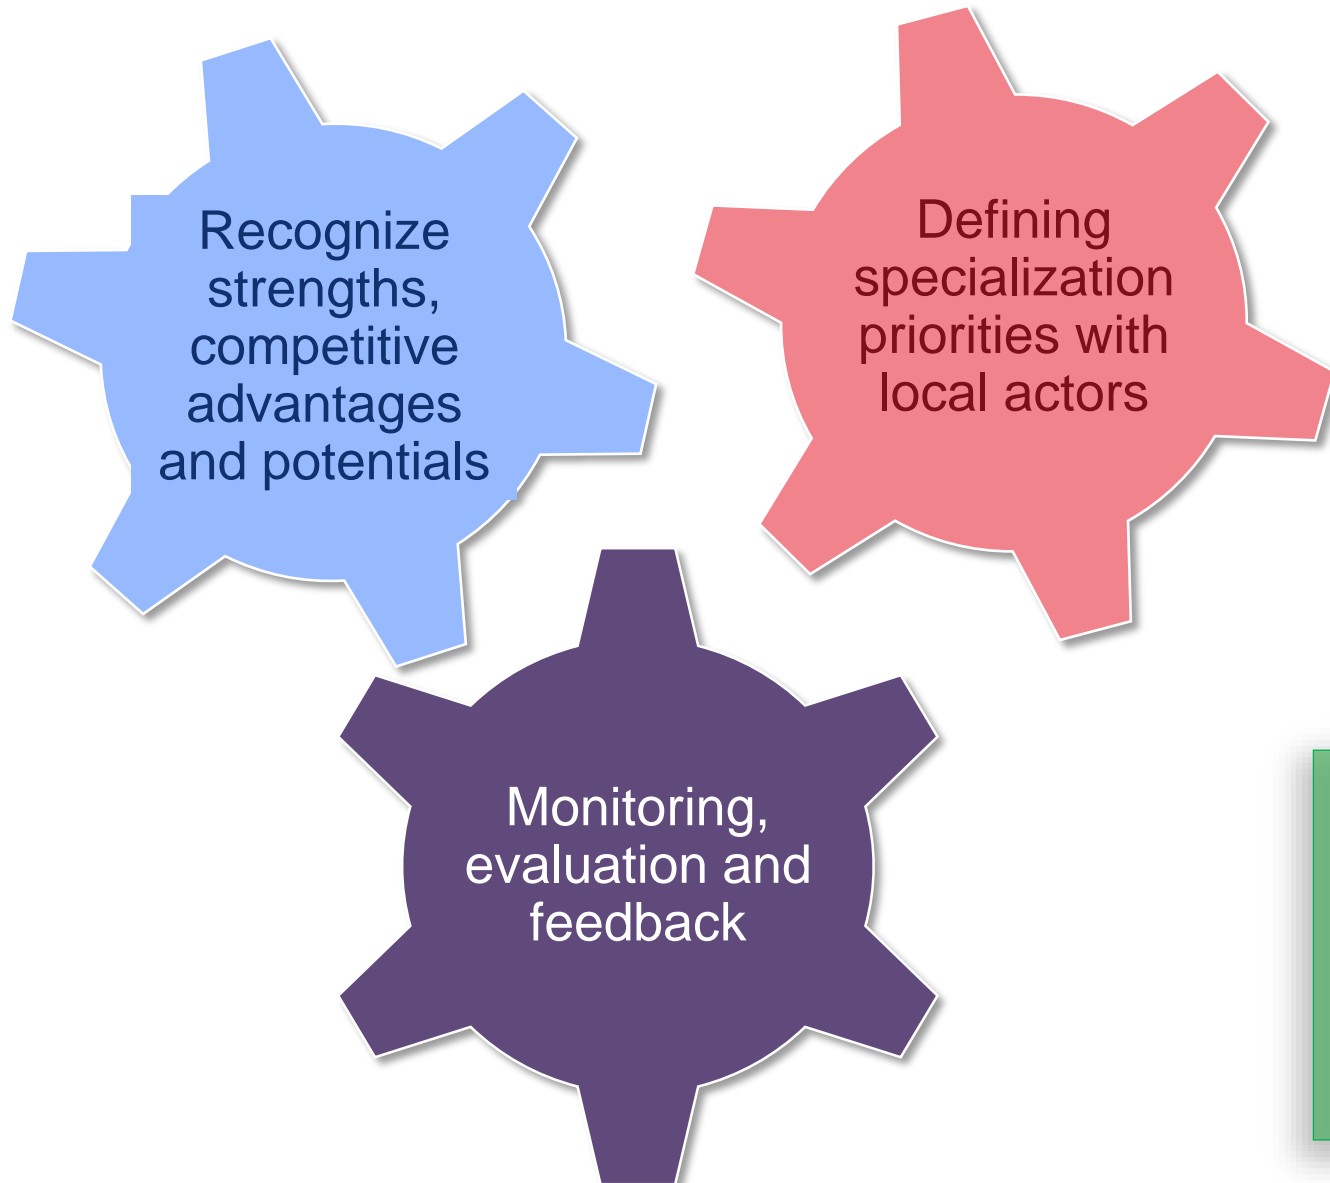 Recognize
strengths,
competitive
advantages
and potentials
Defining
specialization
priorities with
local actors
Monitoring,
evaluation and
feedback